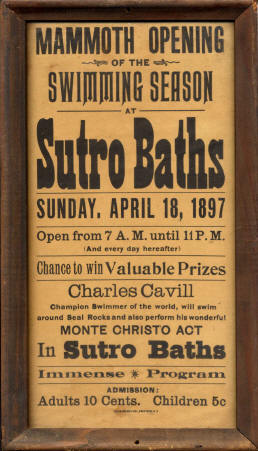 MAMMOTH OPENING
OF THE
SWIMMING SEASON
AT
Sutro Baths
SUNDAY, APRIL 18, 1897
Open from 7 A.M. until 11 P.M.
(And every day hereafter)
Chance to win Valuable Prizes
Charles Cavill
Champion Swimmer of the world, will swim
around Seal Rocks and also perform his wonderful
MONTE CHRISTO ACT
In Sutro Baths
Immense * Program
ADMISSION:
Adults 10 Cents. Children 5c